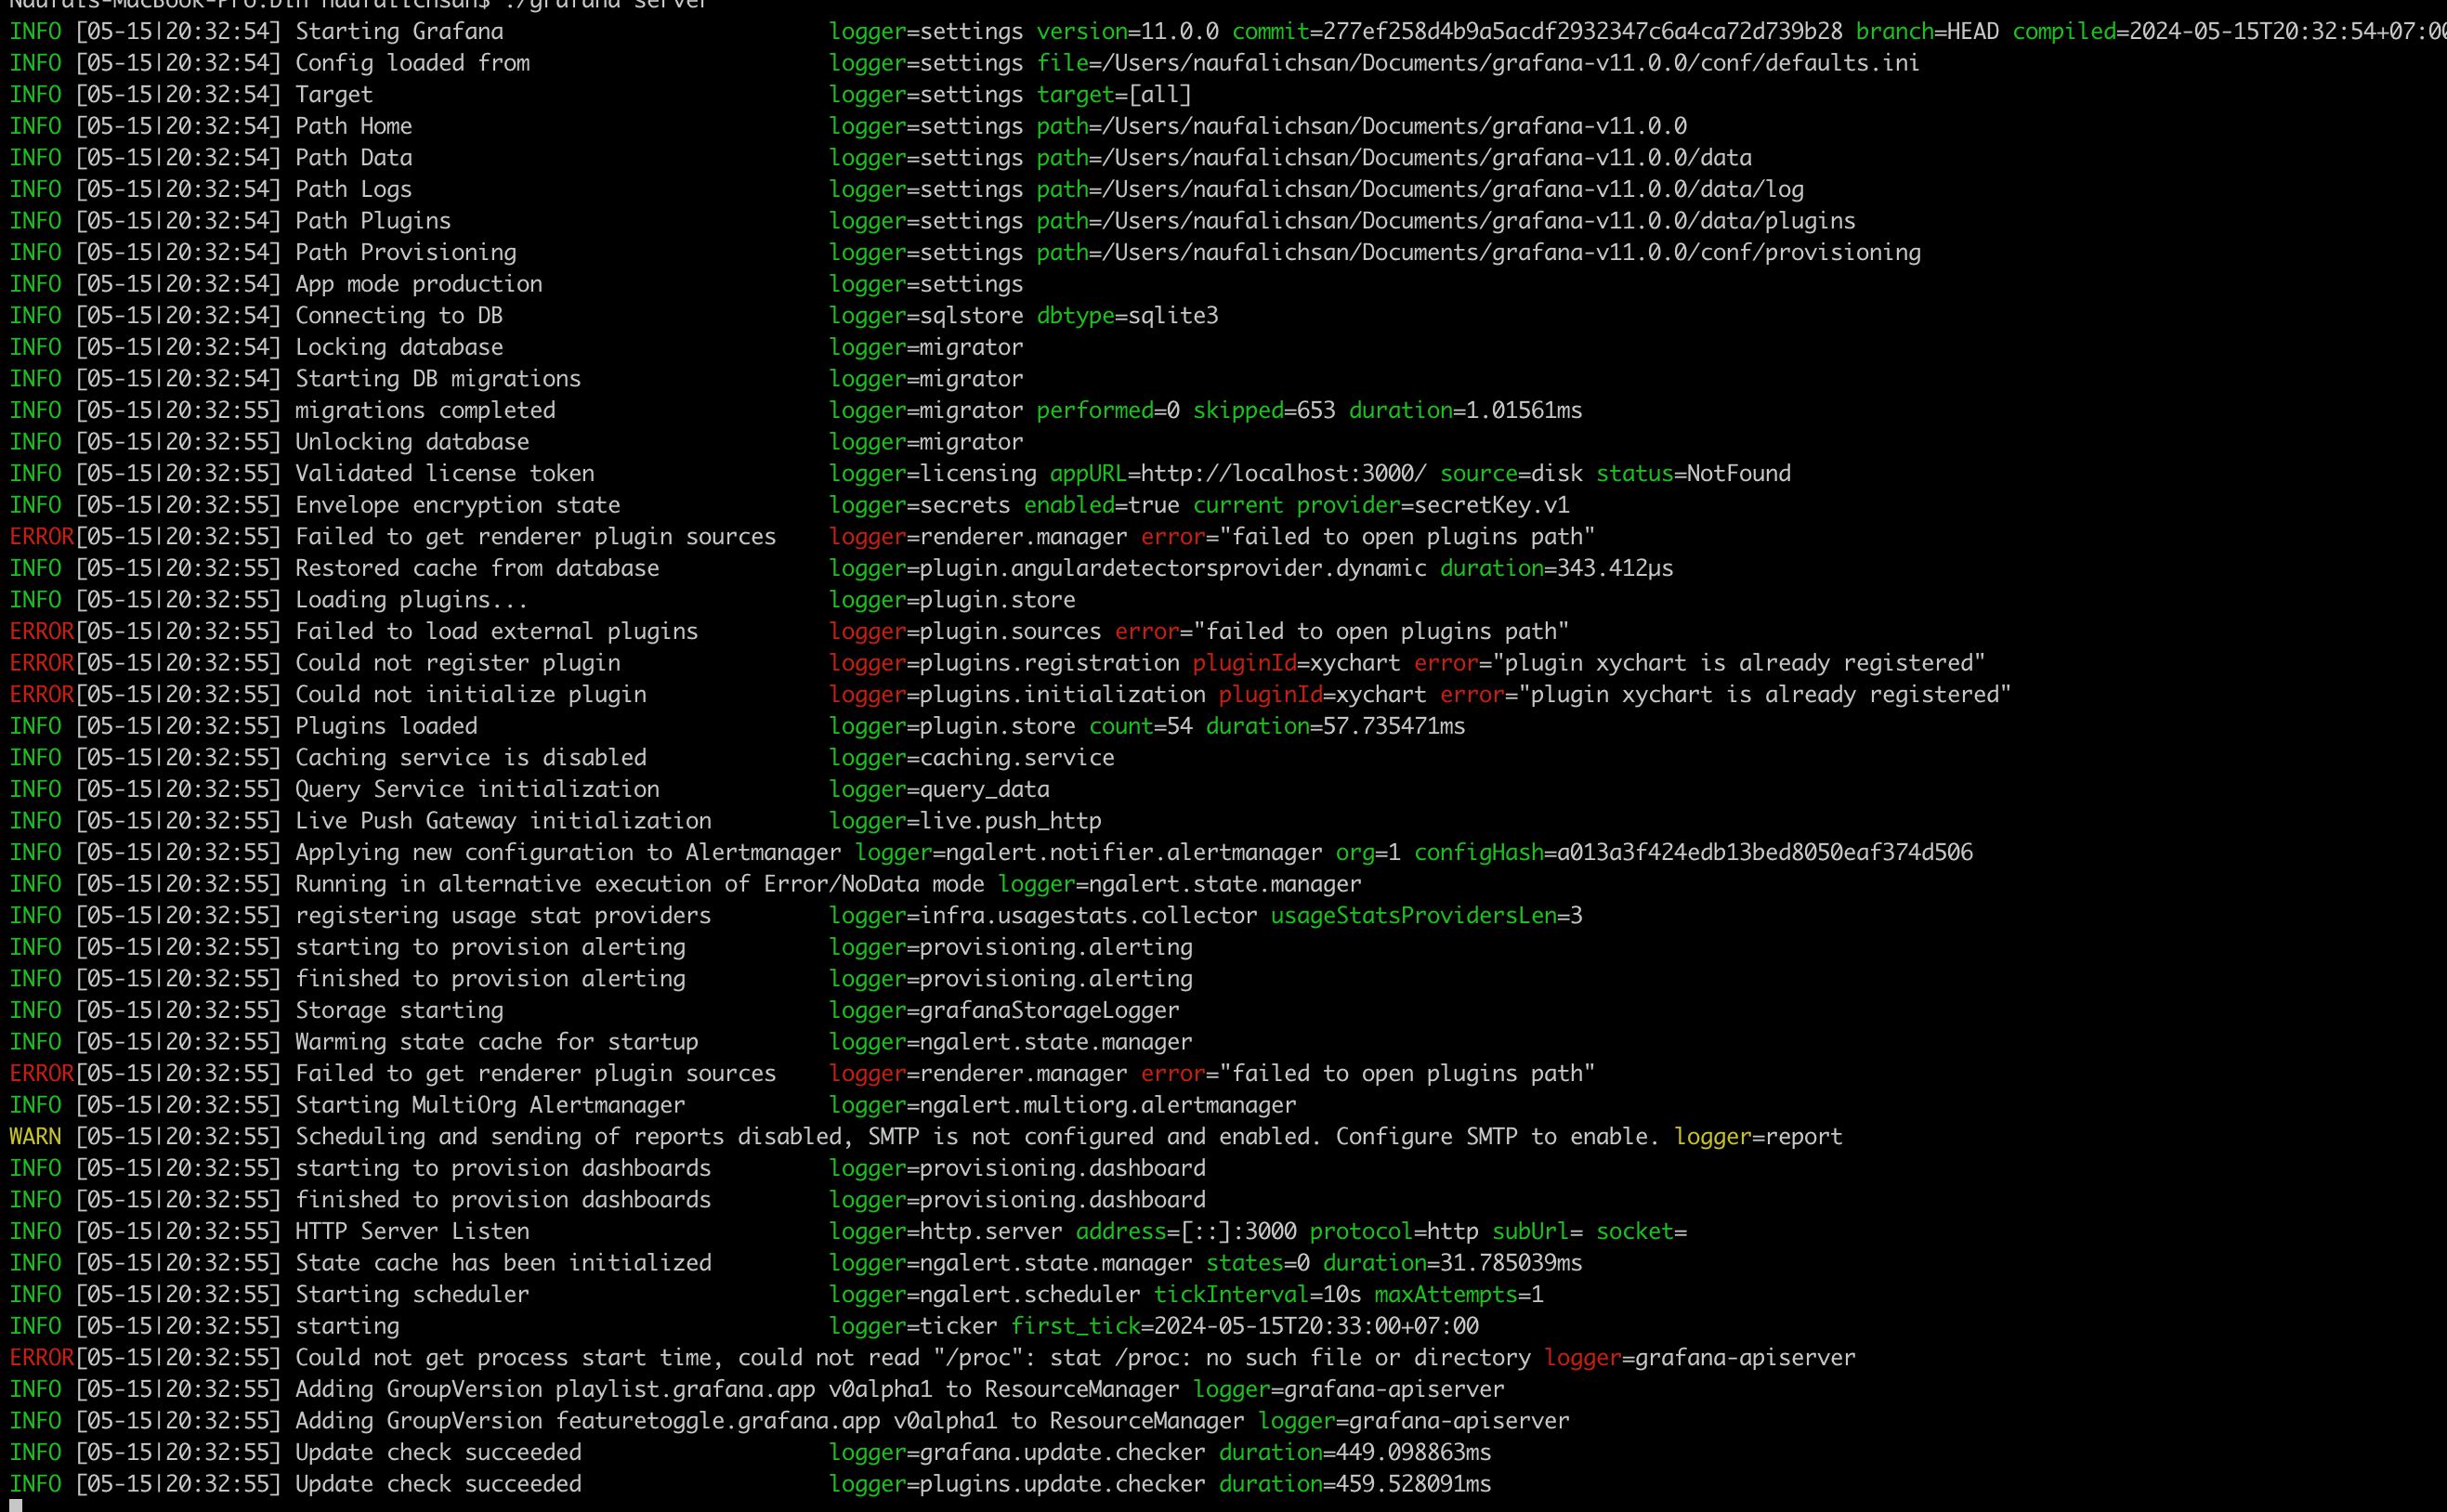 Naufals-MacBook-Pro:bin naufalichsan$ ./grafana server
INFO [05-15|20:32:54] Starting Grafana logger=settings version=11.0.0 commit=277ef258d4b9a5acdf2932347c6a4ca72d739b28 branch=HEAD compiled=2024-05-15T20:32:54+07:00
INFO [05-15|20:32:54] Config loaded from logger=settings file=/Users/naufalichsan/Documents/grafana-v11.0.0/conf/defaults.ini
INFO [05-15|20:32:54] Target logger=settings target=[all]
INFO [05-15|20:32:54] Path Home logger=settings path=/Users/naufalichsan/Documents/grafana-v11.0.0
INFO [05-15|20:32:54] Path Data logger=settings path=/Users/naufalichsan/Documents/grafana-v11.0.0/data
INFO [05-15|20:32:54] Path Logs logger=settings path=/Users/naufalichsan/Documents/grafana-v11.0.0/data/log
INFO [05-15|20:32:54] Path Plugins logger=settings path=/Users/naufalichsan/Documents/grafana-v11.0.0/data/plugins
INFO [05-15|20:32:54] Path Provisioning logger=settings path=/Users/naufalichsan/Documents/grafana-v11.0.0/conf/provisioning
INFO [05-15|20:32:54] App mode production logger=settings
INFO [05-15|20:32:54] Connecting to DB logger=sqlstore dbtype=sqlite3
INFO [05-15|20:32:54] Locking database logger=migrator
INFO [05-15|20:32:54] Starting DB migrations logger=migrator
INFO [05-15|20:32:55] migrations completed logger=migrator performed=0 skipped=653 duration=1.01561ms
INFO [05-15|20:32:55] Unlocking database logger=migrator
INFO [05-15|20:32:55] Validated license token logger=licensing appURL=http://localhost:3000/ source=disk status=NotFound
INFO [05-15|20:32:55] Envelope encryption state logger=secrets enabled=true current provider=secretKey.v1
ERROR[05-15|20:32:55] Failed to get renderer plugin sources logger=renderer.manager error="failed to open plugins path"
INFO [05-15|20:32:55] Restored cache from database logger=plugin.angulardetectorsprovider.dynamic duration=343.412µs
INFO [05-15|20:32:55] Loading plugins... logger=plugin.store
ERROR[05-15|20:32:55] Failed to load external plugins logger=plugin.sources error="failed to open plugins path"
ERROR[05-15|20:32:55] Could not register plugin logger=plugins.registration pluginId=xychart error="plugin xychart is already registered"
ERROR[05-15|20:32:55] Could not initialize plugin logger=plugins.initialization pluginId=xychart error="plugin xychart is already registered"
INFO [05-15|20:32:55] Plugins loaded logger=plugin.store count=54 duration=57.735471ms
INFO [05-15|20:32:55] Caching service is disabled logger=caching.service
INFO [05-15|20:32:55] Query Service initialization logger=query_data
INFO [05-15|20:32:55] Live Push Gateway initialization logger=live.push_http
INFO [05-15|20:32:55] Applying new configuration to Alertmanager logger=ngalert.notifier.alertmanager org=1 configHash=a013a3f424edb13bed8050eaf374d506
INFO [05-15|20:32:55] Running in alternative execution of Error/NoData mode logger=ngalert.state.manager
INFO [05-15|20:32:55] registering usage stat providers logger=infra.usagestats.collector usageStatsProvidersLen=3
INFO [05-15|20:32:55] starting to provision alerting logger=provisioning.alerting
INFO [05-15|20:32:55] finished to provision alerting logger=provisioning.alerting
INFO [05-15|20:32:55] Storage starting logger=grafanaStorageLogger
INFO [05-15|20:32:55] Warming state cache for startup logger=ngalert.state.manager
ERROR[05-15|20:32:55] Failed to get renderer plugin sources logger=renderer.manager error="failed to open plugins path"
INFO [05-15|20:32:55] Starting MultiOrg Alertmanager logger=ngalert.multiorg.alertmanager
WARN [05-15|20:32:55] Scheduling and sending of reports disabled, SMTP is not configured and enabled. Configure SMTP to enable. logger=report
INFO [05-15|20:32:55] starting to provision dashboards logger=provisioning.dashboard
INFO [05-15|20:32:55] finished to provision dashboards logger=provisioning.dashboard
INFO [05-15|20:32:55] HTTP Server Listen logger=http.server address=[::]:3000 protocol=http subUrl= socket=
INFO [05-15|20:32:55] State cache has been initialized logger=ngalert.state.manager states=0 duration=31.785039ms
INFO [05-15|20:32:55] Starting scheduler logger=ngalert.scheduler tickInterval=10s maxAttempts=1
INFO [05-15|20:32:55] starting logger=ticker first_tick=2024-05-15T20:33:00+07:00
ERROR[05-15|20:32:55] Could not get process start time, could not read "/proc": stat /proc: no such file or directory logger=grafana-apiserver
INFO [05-15|20:32:55] Adding GroupVersion playlist.grafana.app v0alpha1 to ResourceManager logger=grafana-apiserver
INFO [05-15|20:32:55] Adding GroupVersion featuretoggle.grafana.app v0alpha1 to ResourceManager logger=grafana-apiserver
INFO [05-15|20:32:55] Update check succeeded logger=grafana.update.checker duration=449.098863ms
INFO [05-15|20:32:55] Update check succeeded logger=plugins.update.checker duration=459.528091ms